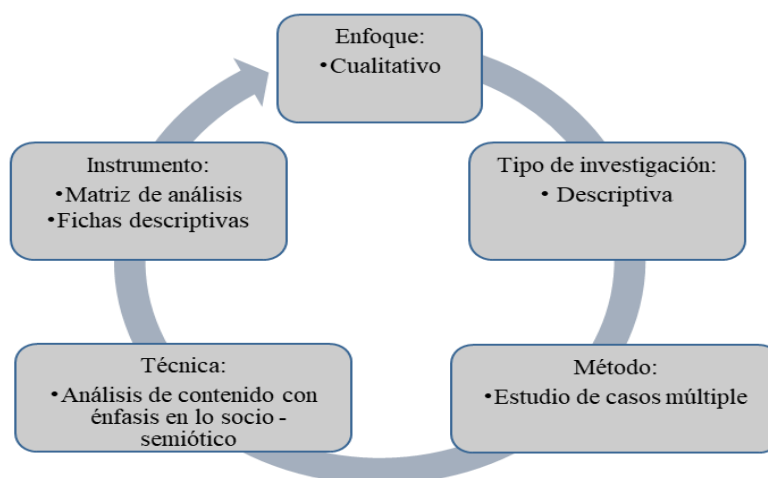 Enfoque:
•Cualitativo
Tipo de investigación:
• Descriptiva
Método:
•Estudio de casos múltiple
Técnica:
•Análisis de contenido con
énfasis en lo socio -
semiótico
Instrumento:
•Matriz de análisis
•Fichas descriptivas